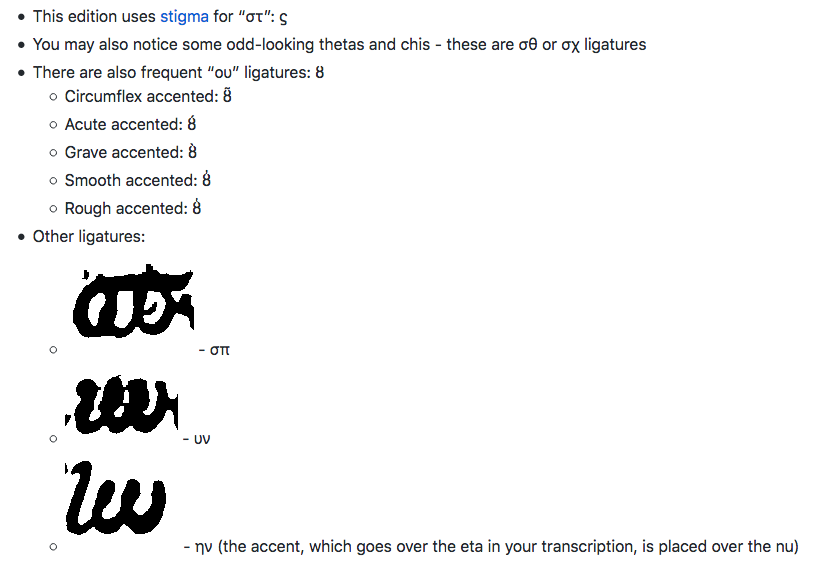 • This edition uses stigma for “στ”: ϛ
• You may also notice some odd-looking thetas and chis - these are σθ or σχ ligatures
• There are also frequent “ου” ligatures: ȣ
○ Circumflex accented: ȣ̃
○ Acute accented: ȣ́
○ Grave accented: ȣ̀
○ Smooth accented: ȣ̓
○ Rough accented: ȣ̔
• Other ligatures:
○ - σπ
○ - υν
○ - ην (the accent, which goes over the eta in your transcription, is placed over the nu)